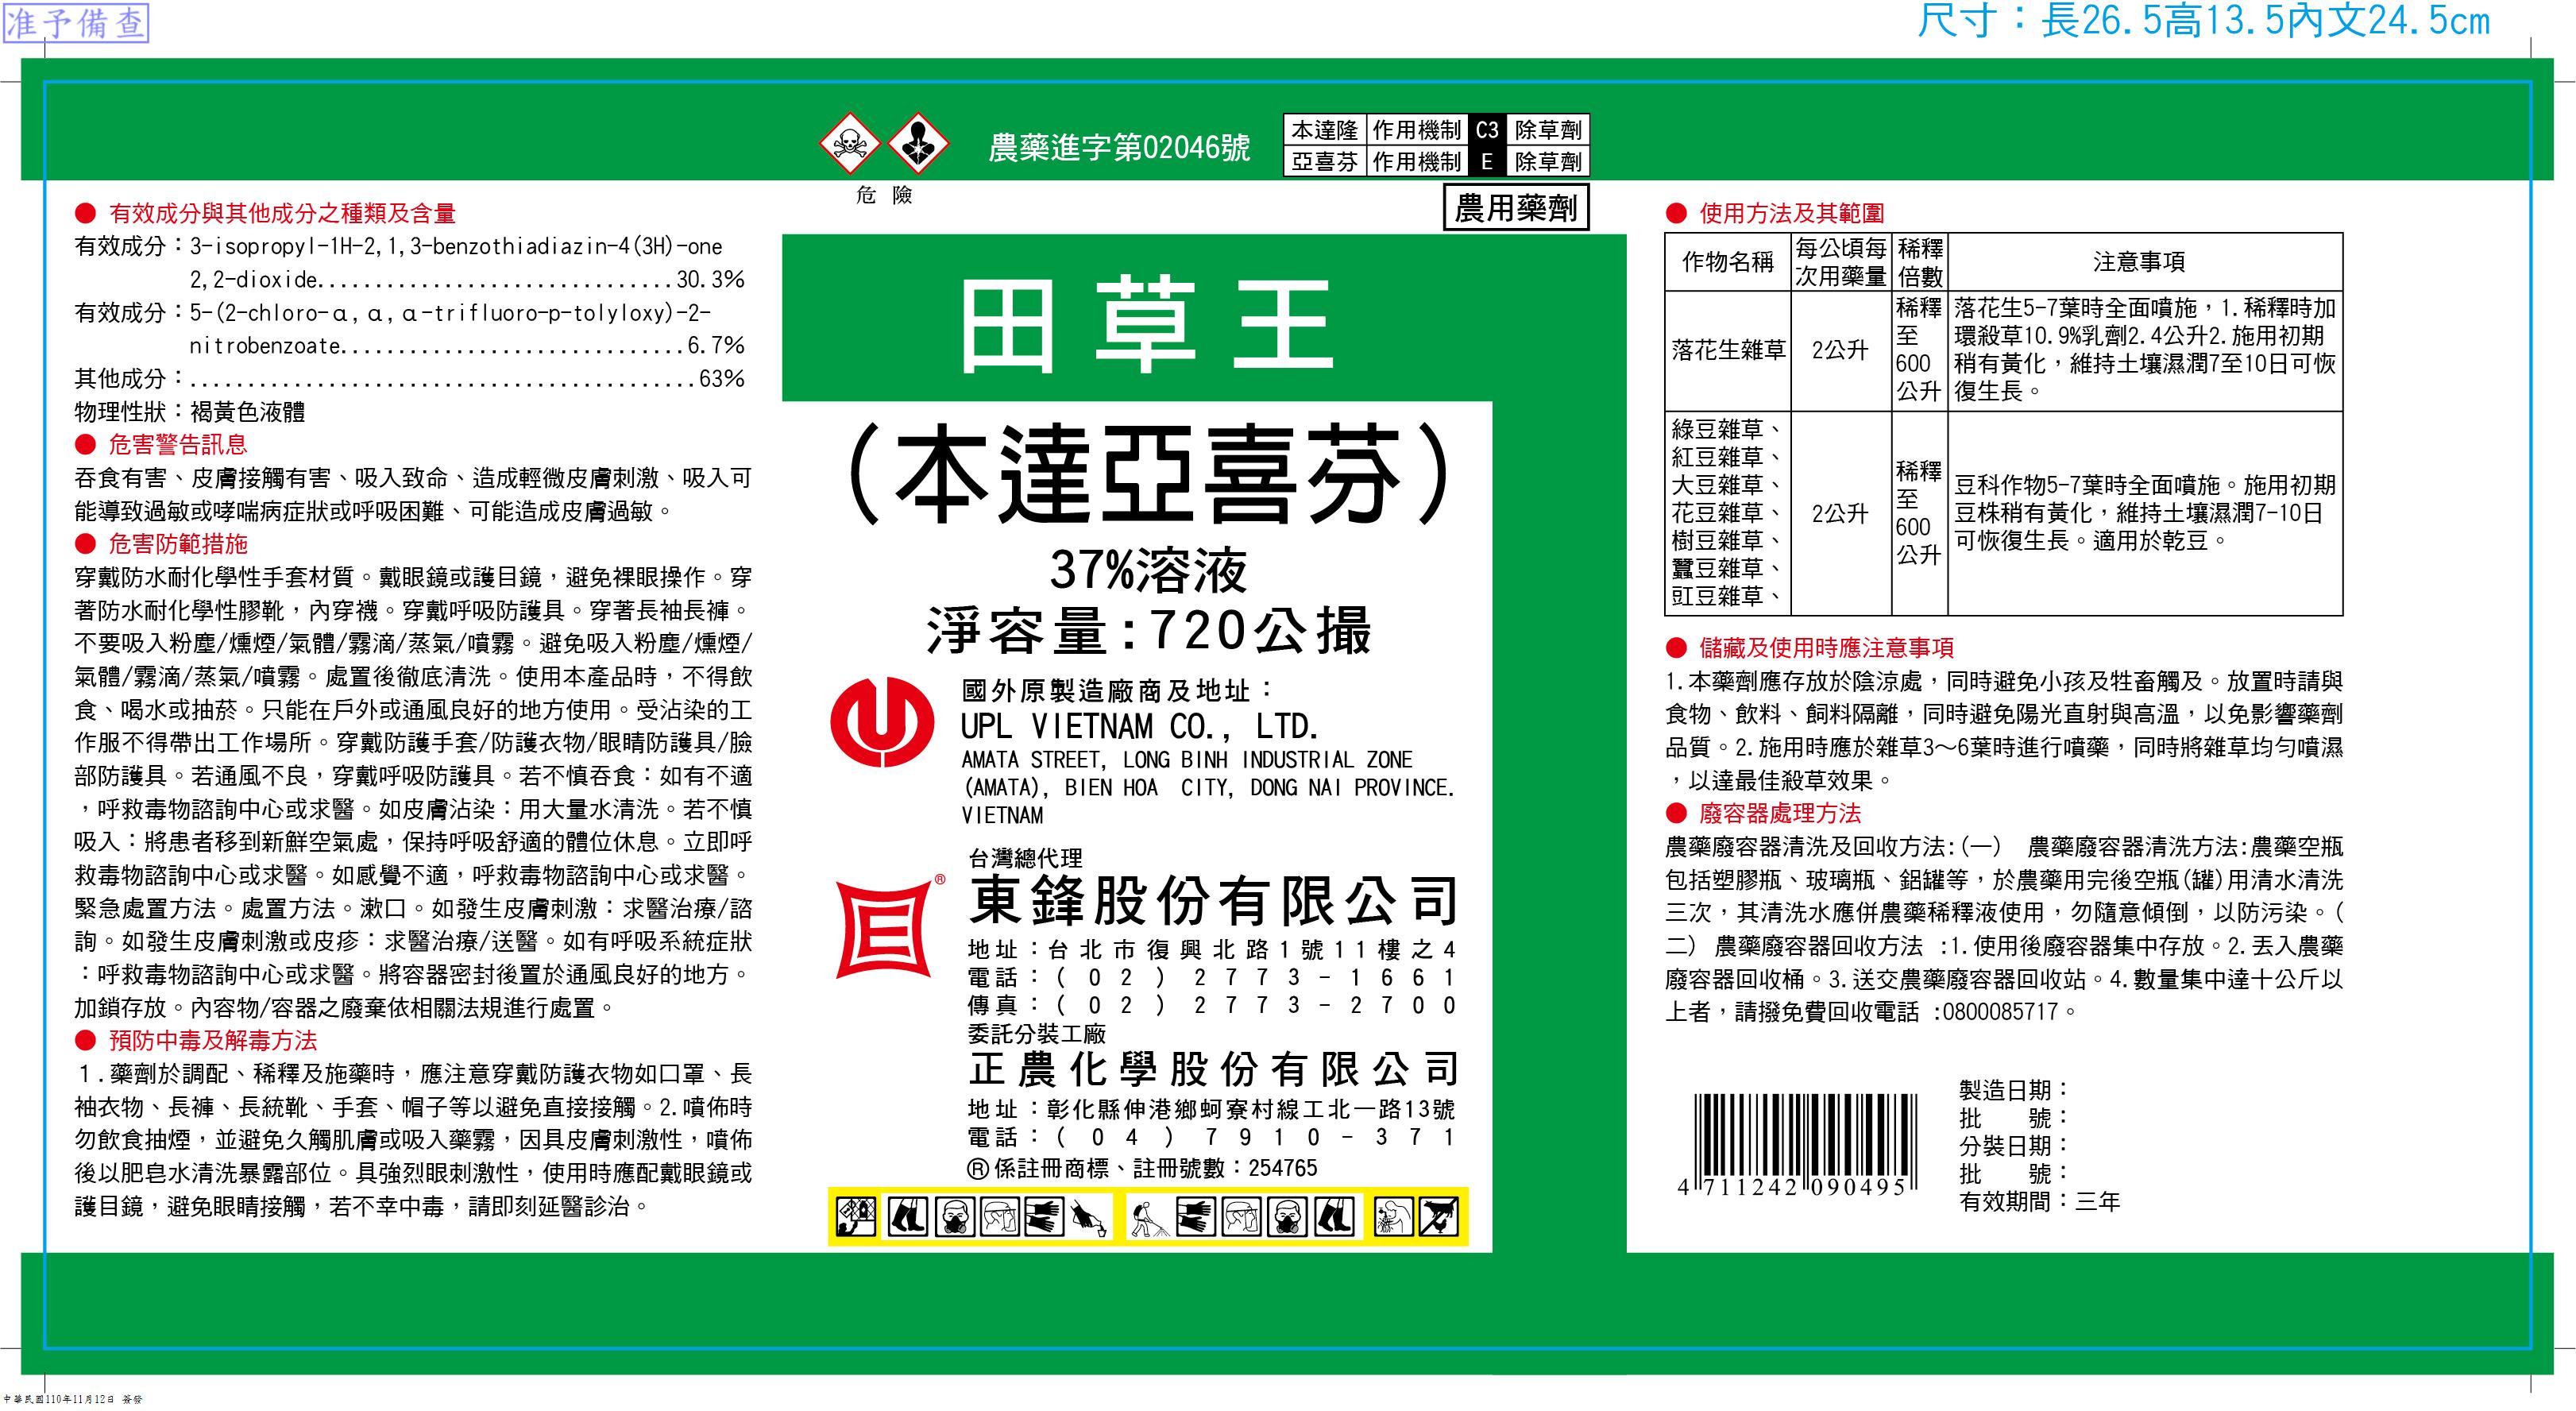 准予備查
尺寸：長26.5高13.5內文24.5cm
● 有效成分與其他成分之種類及含量
有效成分：3-isopropyl-1H-2,1,3-benzothiadiazin-4(3H)-one
2,2-dioxide...............................30.3%
有效成分：5-(2-chloro-α,α,α-trifluoro-p-tolyloxy)-2-
nitrobenzoate..............................6.7%
其他成分：............................................63%
物理性狀：褐黃色液體
● 危害警告訊息
吞食有害、皮膚接觸有害、吸入致命、造成輕微皮膚刺激、吸入可
能導致過敏或哮喘病症狀或呼吸困難、可能造成皮膚過敏。
● 危害防範措施
穿戴防水耐化學性手套材質。戴眼鏡或護目鏡，避免裸眼操作。穿
著防水耐化學性膠靴，內穿襪。穿戴呼吸防護具。穿著長袖長褲。
不要吸入粉塵/燻煙/氣體/霧滴/蒸氣/噴霧。避免吸入粉塵/燻煙/
氣體/霧滴/蒸氣/噴霧。處置後徹底清洗。使用本產品時，不得飲
食、喝水或抽菸。只能在戶外或通風良好的地方使用。受沾染的工
作服不得帶出工作場所。穿戴防護手套/防護衣物/眼睛防護具/臉
部防護具。若通風不良，穿戴呼吸防護具。若不慎吞食：如有不適
，呼救毒物諮詢中心或求醫。如皮膚沾染：用大量水清洗。若不慎
吸入：將患者移到新鮮空氣處，保持呼吸舒適的體位休息。立即呼
救毒物諮詢中心或求醫。如感覺不適，呼救毒物諮詢中心或求醫。
緊急處置方法。處置方法。漱口。如發生皮膚刺激：求醫治療/諮
詢。如發生皮膚刺激或皮疹：求醫治療/送醫。如有呼吸系統症狀
：呼救毒物諮詢中心或求醫。將容器密封後置於通風良好的地方。
加鎖存放。內容物/容器之廢棄依相關法規進行處置。
● 預防中毒及解毒方法
１.藥劑於調配、稀釋及施藥時，應注意穿戴防護衣物如口罩、長
袖衣物、長褲、長統靴、手套、帽子等以避免直接接觸。2.噴佈時
勿飲食抽煙，並避免久觸肌膚或吸入藥霧，因具皮膚刺激性，噴佈
後以肥皂水清洗暴露部位。具強烈眼刺激性，使用時應配戴眼鏡或
護目鏡，避免眼睛接觸，若不幸中毒，請即刻延醫診治。
危 險
農藥進字第02046號
本達隆 作用機制 C3 除草劑
亞喜芬 作用機制 E 除草劑
農用藥劑
田草王
(本達亞喜芬)
37%溶液
淨容量:720公撮
國外原製造廠商及地址：
UPL VIETNAM CO., LTD.
AMATA STREET, LONG BINH INDUSTRIAL ZONE
(AMATA), BIEN HOA CITY, DONG NAI PROVINCE.
VIETNAM
台灣總代理
®
東鋒股份有限公司
地址：台北市復興北路1號11樓之4
電話：(02)2773-1661
傳真：(02)2773-2700
委託分裝工廠
正農化學股份有限公司
地址：彰化縣伸港鄉蚵寮村線工北一路13號
電話：(04)7910-371
®係註冊商標、註冊號數：254765
● 使用方法及其範圍
作物名稱 每公頃每次用藥量 稀釋倍數 注意事項
落花生雜草 2公升 稀釋至600公升
落花生5-7葉時全面噴施，1.稀釋時加
環殺草10.9%乳劑2.4公升2.施用初期
稍有黃化，維持土壤濕潤7至10日可恢
復生長。
綠豆雜草、
紅豆雜草、
大豆雜草、
花豆雜草、
樹豆雜草、
蠶豆雜草、
豇豆雜草、
2公升 稀釋至600公升
豆科作物5-7葉時全面噴施。施用初期
豆株稍有黃化，維持土壤濕潤7-10日
可恢復生長。適用於乾豆。
● 儲藏及使用時應注意事項
1.本藥劑應存放於陰涼處，同時避免小孩及牲畜觸及。放置時請與
食物、飲料、飼料隔離，同時避免陽光直射與高溫，以免影響藥劑
品質。2.施用時應於雜草3～6葉時進行噴藥，同時將雜草均勻噴濕
，以達最佳殺草效果。
● 廢容器處理方法
農藥廢容器清洗及回收方法:(一) 農藥廢容器清洗方法:農藥空瓶
包括塑膠瓶、玻璃瓶、鋁罐等，於農藥用完後空瓶(罐)用清水清洗
三次，其清洗水應併農藥稀釋液使用，勿隨意傾倒，以防污染。(
二) 農藥廢容器回收方法 :1.使用後廢容器集中存放。2.丟入農藥
廢容器回收桶。3.送交農藥廢容器回收站。4.數量集中達十公斤以
上者，請撥免費回收電話 :0800085717。
4 711242 090495
製造日期：
批　　號：
分裝日期：
批　　號：
有效期間：三年
中華民國110年11月12日 簽發